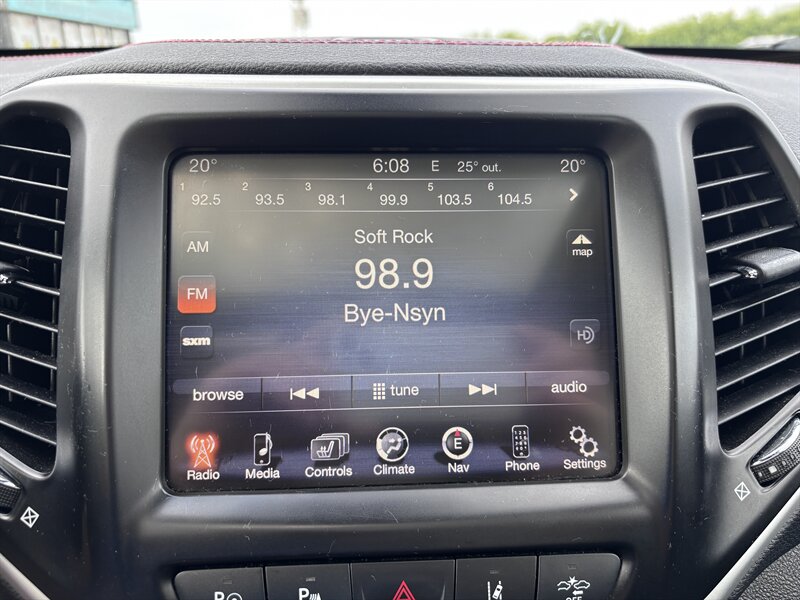 20° 6:08 E 25° out. 20°
1 92.5 2 93.5 3 98.1 4 99.9 5 103.5 6 104.5
Soft Rock
AM
map
98.9
FM
Bye-Nsyn
sxm
HD
browse tune audio
Radio Media Controls Climate Nav Phone Settings
P P OFF